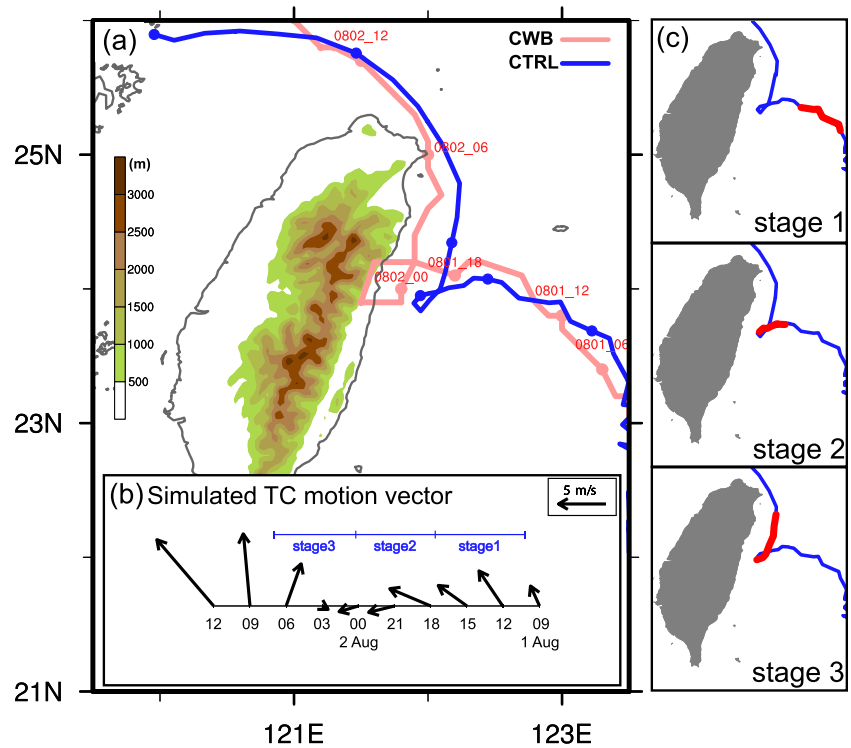 (a)
CWB
CTRL
0802_12
0802_06
0801_18
0802_00
0801_12
0801_06
(m)
3000
2500
2000
1500
1000
500
25N
23N
21N
121E
123E
(b) Simulated TC motion vector
5 m/s
stage3 stage2 stage1
12 09 06 03 00 21 18 15 12 09
2 Aug 1 Aug
(c)
stage 1
stage 2
stage 3